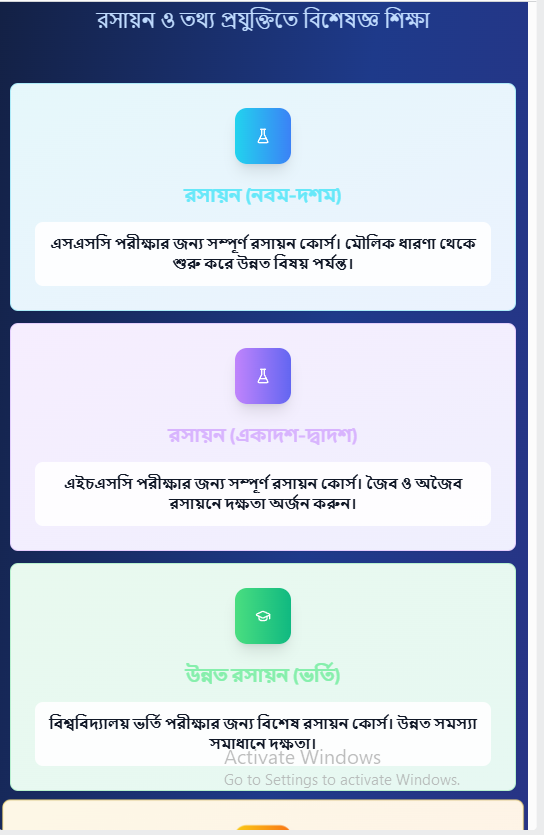 রসায়ন ও তথ্য প্রযুক্তিতে বিশেষজ্ঞ শিক্ষা
রসায়ন (নবম-দশম)
এসএসসি পরীক্ষার জন্য সম্পূর্ণ রসায়ন কোর্স। মৌলিক ধারণা থেকে
শুরু করে উন্নত বিষয় পর্যন্ত।
রসায়ন (একাদশ-দ্বাদশ)
এইচএসসি পরীক্ষার জন্য সম্পূর্ণ রসায়ন কোর্স। জৈব ও অজৈব
রসায়নে দক্ষতা অর্জন করুন।
উন্নত রসায়ন (ভর্তি)
বিশ্ববিদ্যালয় ভর্তি পরীক্ষার জন্য বিশেষ রসায়ন কোর্স। উন্নত সমস্যা
সমাধানে দক্ষতা।
Activate Windows
Go to Settings to activate Windows.